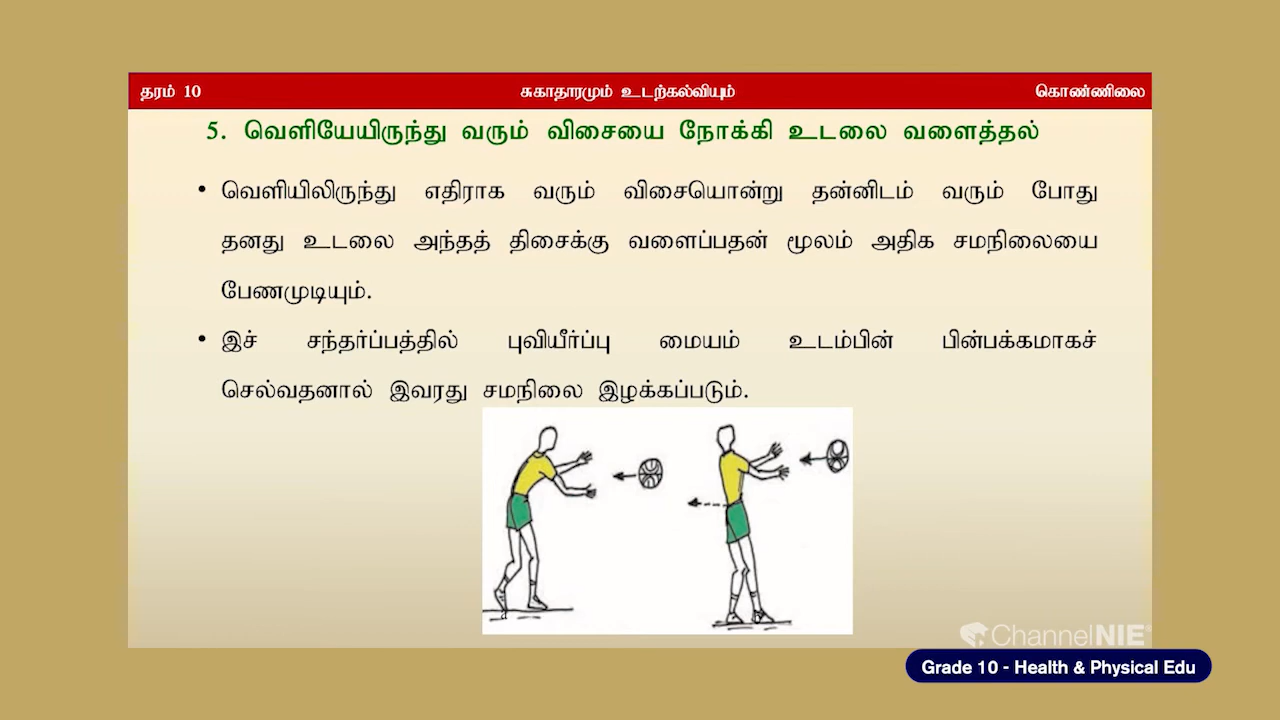 தரம் 10 சுகாதாரமும் உடற்கல்வியும் கொண்ணிலை
5. வெளியேயிருந்து வரும் விசையை நோக்கி உடலை வளைத்தல்
• வெளியிலிருந்து எதிராக வரும் விசையொன்று தன்னிடம் வரும் போது
தனது உடலை அந்தத் திசைக்கு வளைப்பதன் மூலம் அதிக சமநிலையை
பேணமுடியும்.
• இச் சந்தர்ப்பத்தில் புவியீர்ப்பு மையம் உடம்பின் பின்பக்கமாகச்
செல்வதனால் இவரது சமநிலை இழக்கப்படும்.
ChannelNIE
Grade 10 - Health & Physical Edu